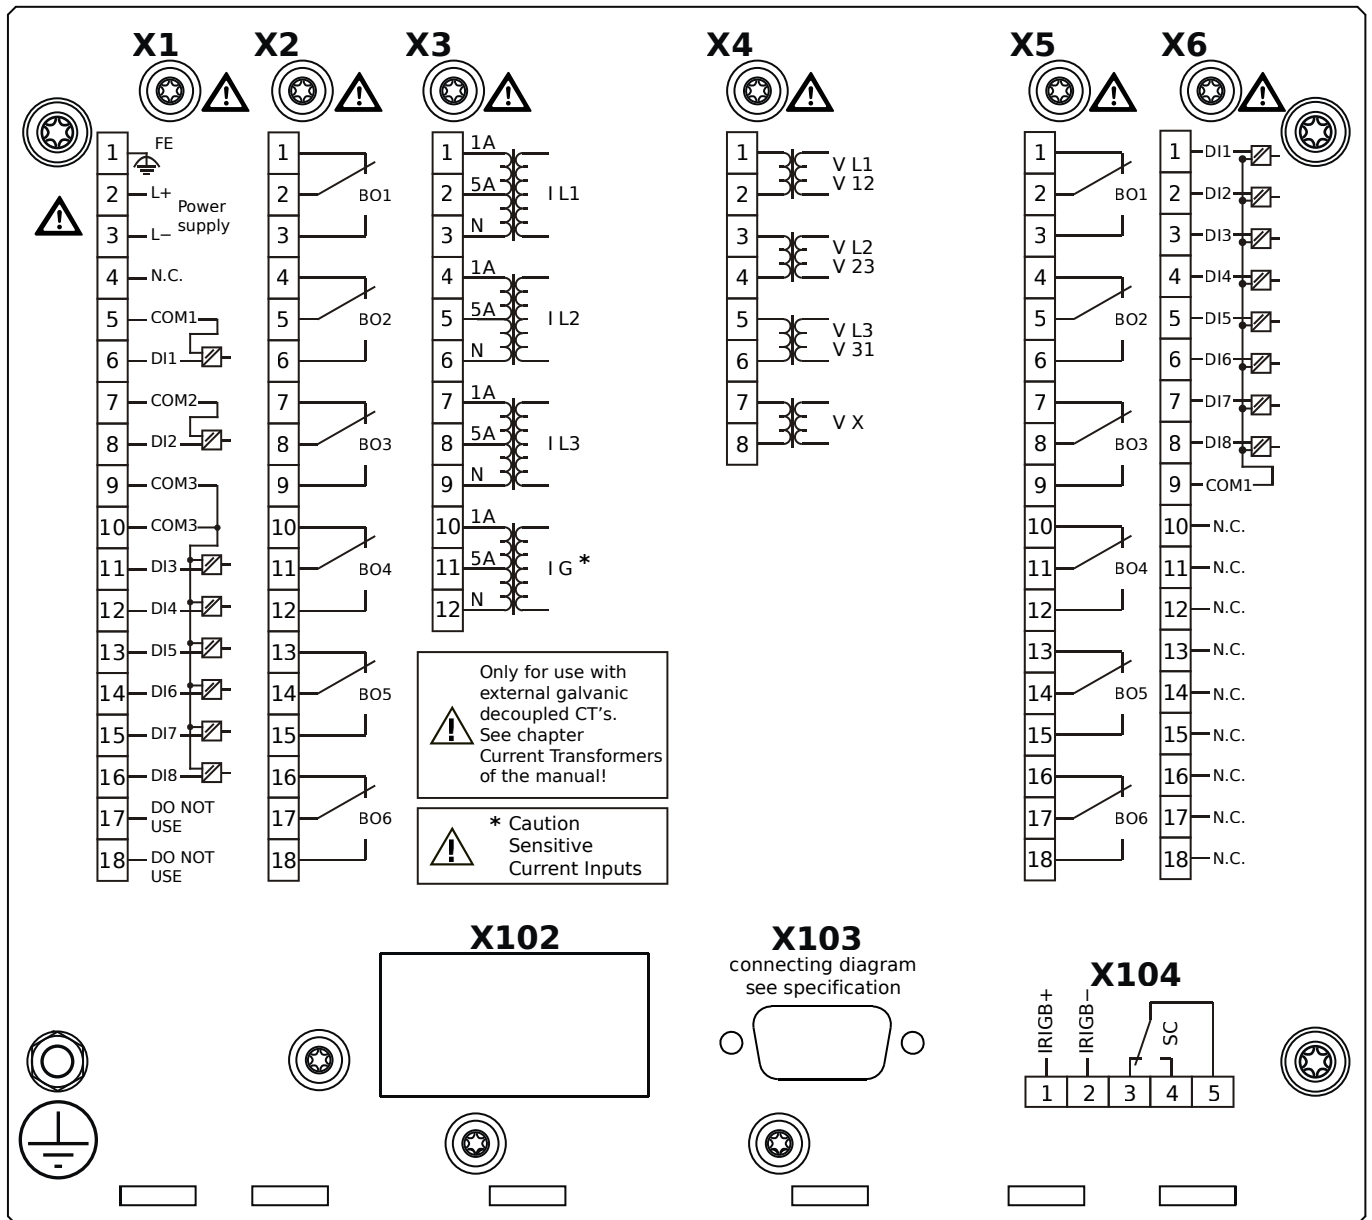 X1
X2
X3
X4
X5
X6
1 FE
2 L+
Power
supply
3 L−
4 N.C.
5 COM1
6 DI1
7 COM2
8 DI2
9 COM3
10 COM3
11 DI3
12 DI4
13 DI5
14 DI6
15 DI7
16 DI8
17 DO NOT
USE
18 DO NOT
USE
1
2 BO1
3
4
5 BO2
6
7
8 BO3
9
10
11 BO4
12
13
14 BO5
15
16
17 BO6
18
1 1A
2 5A I L1
3 N
4 1A
5 5A I L2
6 N
7 1A
8 5A I L3
9 N
10 1A
11 5A I G *
12 N
! Only for use with
external galvanic
decoupled CT's.
See chapter
Current Transformers
of the manual!
! * Caution
Sensitive
Current Inputs
1 V L1
2 V 12
3 V L2
4 V 23
5 V L3
6 V 31
7 V X
8
1
2 BO1
3
4
5 BO2
6
7
8 BO3
9
10
11 BO4
12
13
14 BO5
15
16
17 BO6
18
1 DI1
2 DI2
3 DI3
4 DI4
5 DI5
6 DI6
7 DI7
8 DI8
9 COM1
10 N.C.
11 N.C.
12 N.C.
13 N.C.
14 N.C.
15 N.C.
16 N.C.
17 N.C.
18 N.C.
X102
X103
connecting diagram
see specification
X104
IRIGB+
IRIGB−
SC
1 2 3 4 5